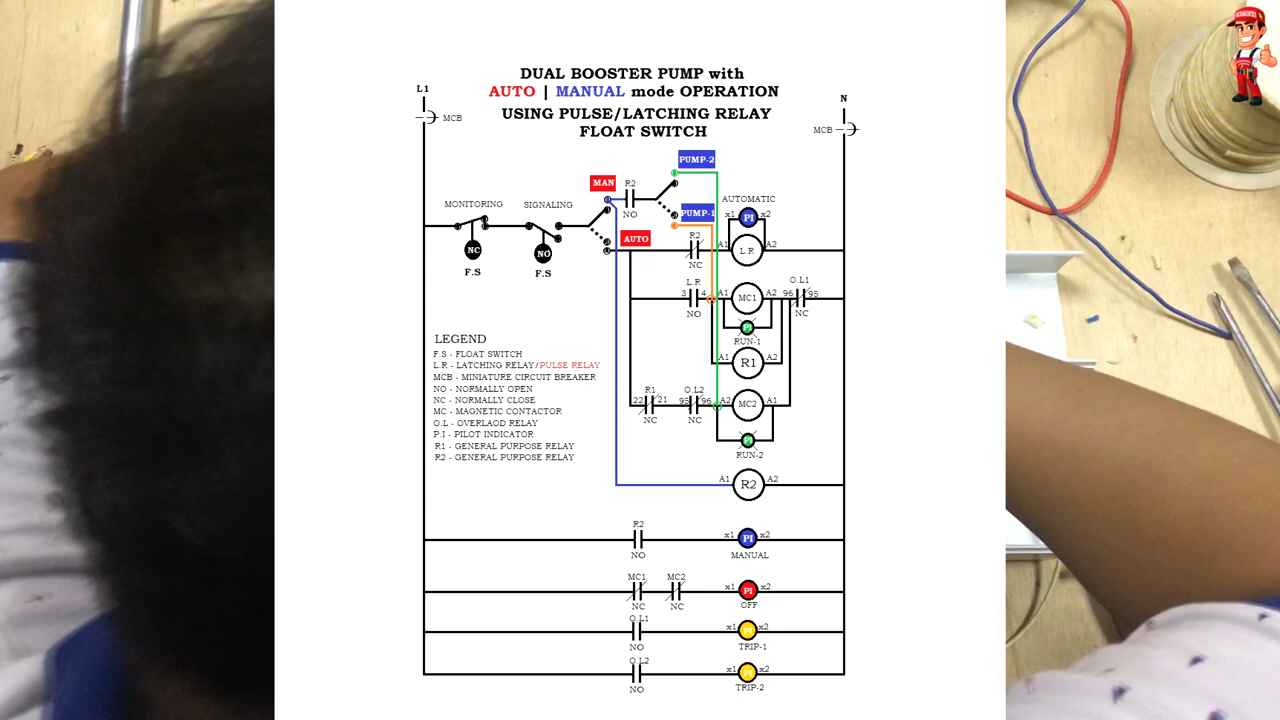 DUAL BOOSTER PUMP with
AUTO | MANUAL mode OPERATION
USING PULSE/LATCHING RELAY
FLOAT SWITCH
L1
MCB
N
MCB
PUMP-2
MAN
R2
NO
PUMP-1
AUTOMATIC
x1 PI x2
MONITORING
SIGNALING
NC
F.S
NO
F.S
AUTO
R2
NC
A1 L.R A2
L.R
3 4
NO
A1 MC1 A2
O.L1
96 95
NC
PI
RUN-1
A1 R1 A2
R1
22 21
NC
O.L2
95 96
NC
A2 MC2 A1
PI
RUN-2
A1 R2 A2
LEGEND
F.S - FLOAT SWITCH
L.R - LATCHING RELAY/PULSE RELAY
MCB - MINIATURE CIRCUIT BREAKER
NO - NORMALLY OPEN
NC - NORMALLY CLOSE
MC - MAGNETIC CONTACTOR
O.L - OVERLAOD RELAY
P.I - PILOT INDICATOR
R1 - GENERAL PURPOSE RELAY
R2 - GENERAL PURPOSE RELAY
R2
NO
x1 PI x2
MANUAL
MC1
NC
MC2
NC
x1 PI x2
OFF
O.L1
NO
x1 PI x2
TRIP-1
O.L2
NO
x1 PI x2
TRIP-2